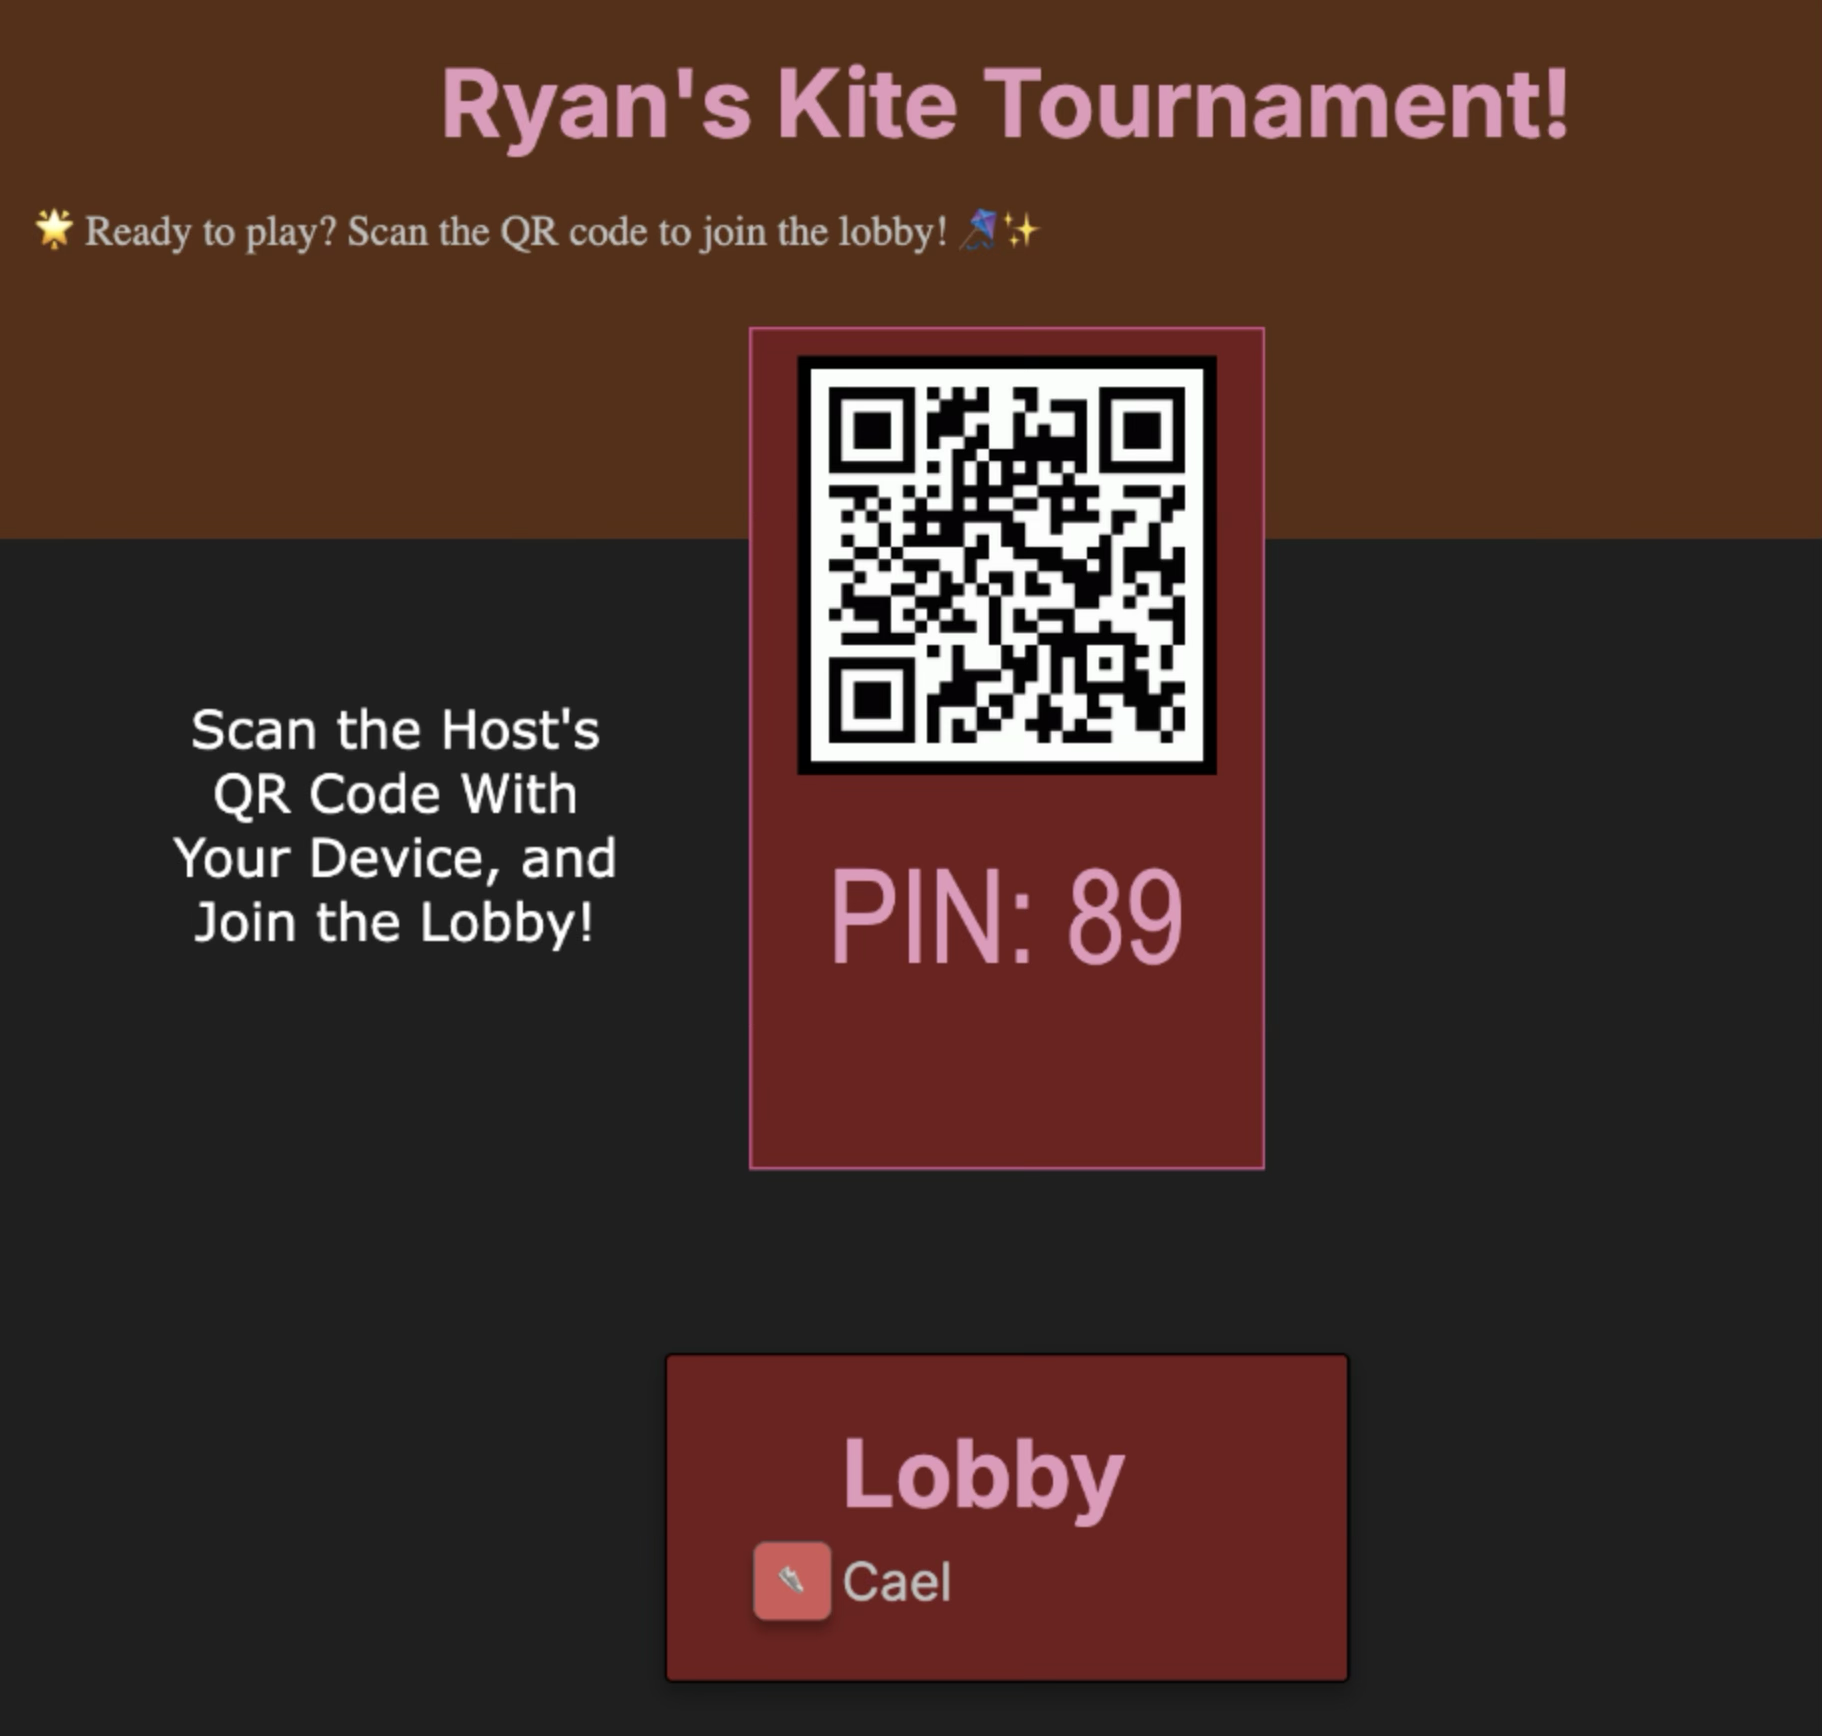 Ryan's Kite Tournament!
🌟 Ready to play? Scan the QR code to join the lobby! 🪁✨
Scan the Host's
QR Code With
Your Device, and
Join the Lobby!
PIN: 89
Lobby
Cael